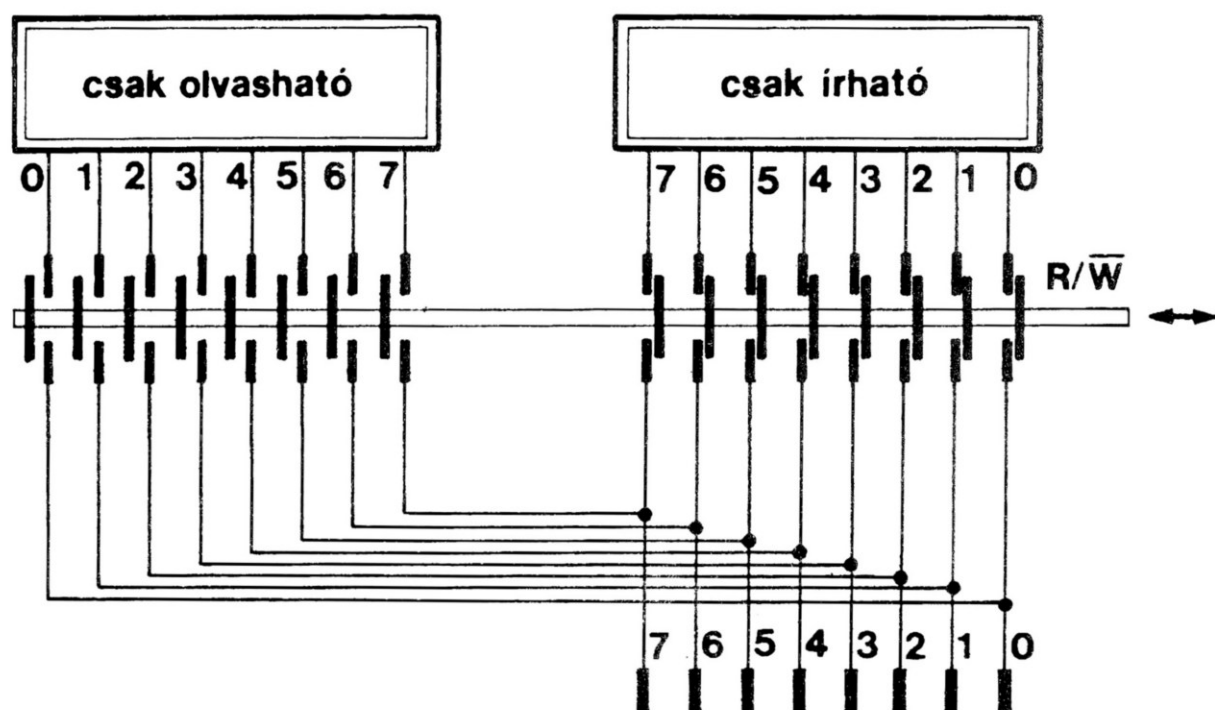 csak olvasható
csak írható
0 1 2 3 4 5 6 7
7 6 5 4 3 2 1 0
R/W̅
7 6 5 4 3 2 1 0